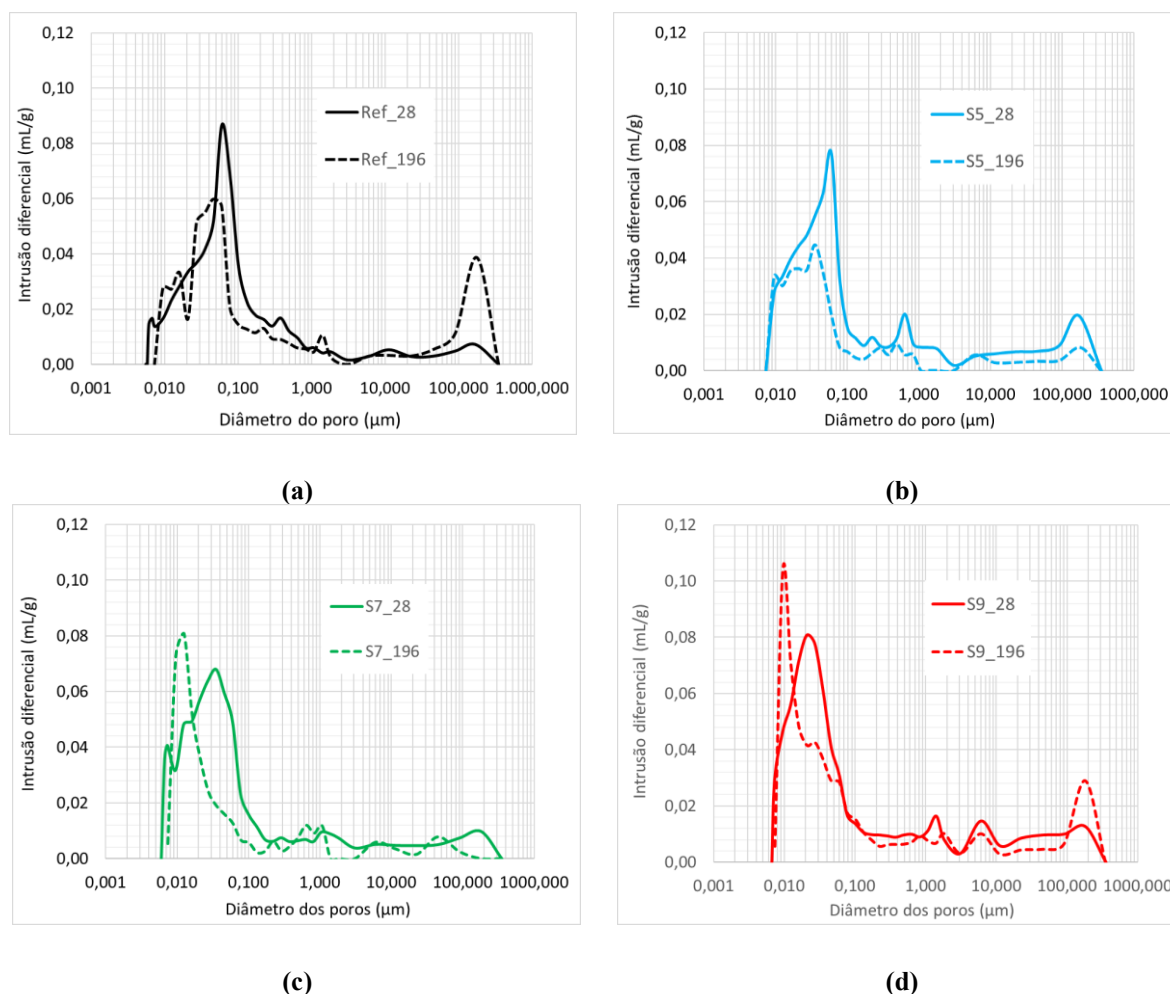 0,12
0,10
0,08
0,06
0,04
0,02
0,00
Intrusão diferencial (mL/g)
Ref_28
Ref_196
0,001 0,010 0,100 1,000 10,000 100,000 1.000,000
Diâmetro do poro (µm)
(a)
0,12
0,10
0,08
0,06
0,04
0,02
0,00
Intrusão diferencial (mL/g)
S5_28
S5_196
0,001 0,010 0,100 1,000 10,000 100,000 1000,000
Diâmetro do poro (µm)
(b)
0,12
0,10
0,08
0,06
0,04
0,02
0,00
Intrusão diferencial (mL/g)
S7_28
S7_196
0,001 0,010 0,100 1,000 10,000 100,000 1000,000
Diâmetro dos poros (µm)
(c)
0,12
0,10
0,08
0,06
0,04
0,02
0,00
Intrusão diferencial (mL/g)
S9_28
S9_196
0,001 0,010 0,100 1,000 10,000 100,000 1000,000
Diâmetro dos poros (µm)
(d)